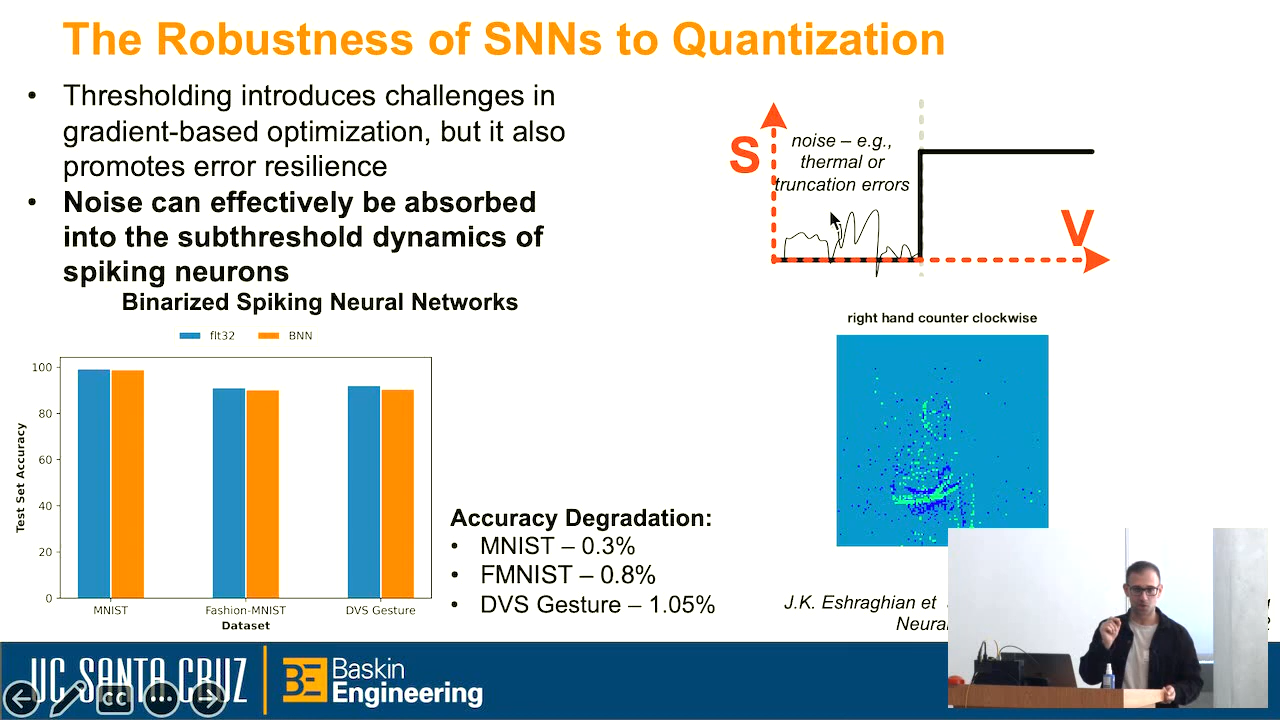 The Robustness of SNNs to Quantization
• Thresholding introduces challenges in
gradient-based optimization, but it also
promotes error resilience
• Noise can effectively be absorbed
into the subthreshold dynamics of
spiking neurons
S
noise – e.g.,
thermal or
truncation errors
V
Binarized Spiking Neural Networks
flt32 BNN
100
80
60
40
20
0
Test Set Accuracy
MNIST Fashion-MNIST DVS Gesture
Dataset
Accuracy Degradation:
• MNIST – 0.3%
• FMNIST – 0.8%
• DVS Gesture – 1.05%
right hand counter clockwise
J.K. Eshraghian et
UC SANTA CRUZ
BE
Baskin
Engineering
CC